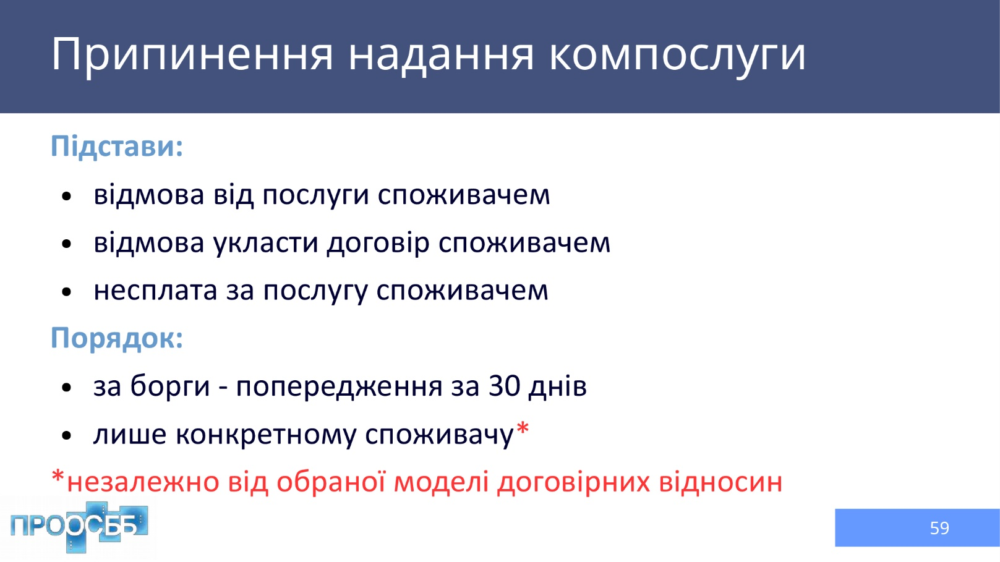 Припинення надання компослуги
Підстави:
• відмова від послуги споживачем
• відмова укласти договір споживачем
• несплата за послугу споживачем
Порядок:
• за борги - попередження за 30 днів
• лише конкретному споживачу*
*незалежно від обраної моделі договірних відносин
ПРООСББ
59